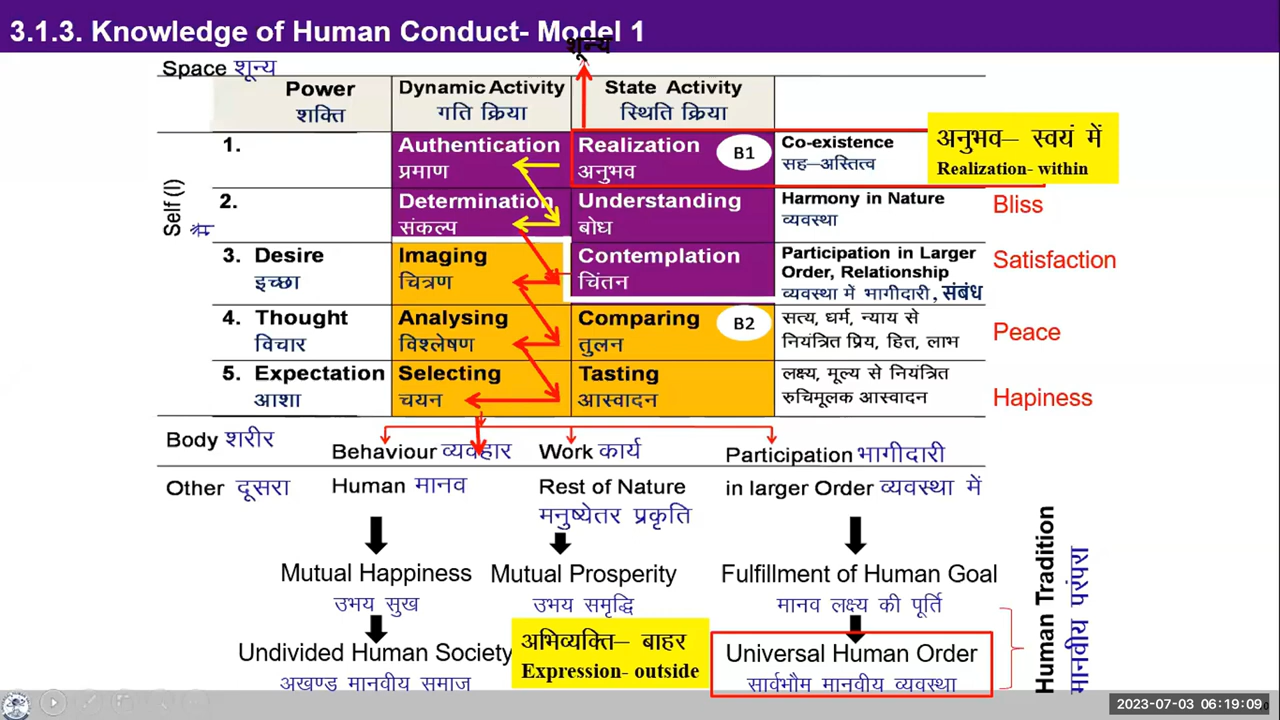 3.1.3. Knowledge of Human Conduct- Model 1
शून्य
Space शून्य
Power
शक्ति
Dynamic Activity
गति क्रिया
State Activity
स्थिति क्रिया
Self (I)
मैं
1.
Authentication
प्रमाण
Realization
अनुभव
B1
Co-existence
सह–अस्तित्व
अनुभव– स्वयं में
Realization- within
2.
Determination
संकल्प
Understanding
बोध
Harmony in Nature
व्यवस्था
Bliss
3. Desire
इच्छा
Imaging
चित्रण
Contemplation
चिंतन
Participation in Larger
Order, Relationship
व्यवस्था में भागीदारी, संबंध
Satisfaction
4. Thought
विचार
Analysing
विश्लेषण
Comparing
तुलन
B2
सत्य, धर्म, न्याय से
नियंत्रित प्रिय, हित, लाभ
Peace
5. Expectation
आशा
Selecting
चयन
Tasting
आस्वादन
लक्ष्य, मूल्य से नियंत्रित
रुचिमूलक आस्वादन
Hapiness
Body शरीर
Behaviour व्यवहार
Work कार्य
Participation भागीदारी
Other दूसरा
Human मानव
Rest of Nature
मनुष्येतर प्रकृति
in larger Order व्यवस्था में
Mutual Happiness
उभय सुख
Mutual Prosperity
उभय समृद्धि
Fulfillment of Human Goal
मानव लक्ष्य की पूर्ति
Undivided Human Society
अखण्ड मानवीय समाज
अभिव्यक्ति– बाहर
Expression- outside
Universal Human Order
सार्वभौम मानवीय व्यवस्था
Human Tradition
मानवीय परंपरा
2023-07-03 06:19:09